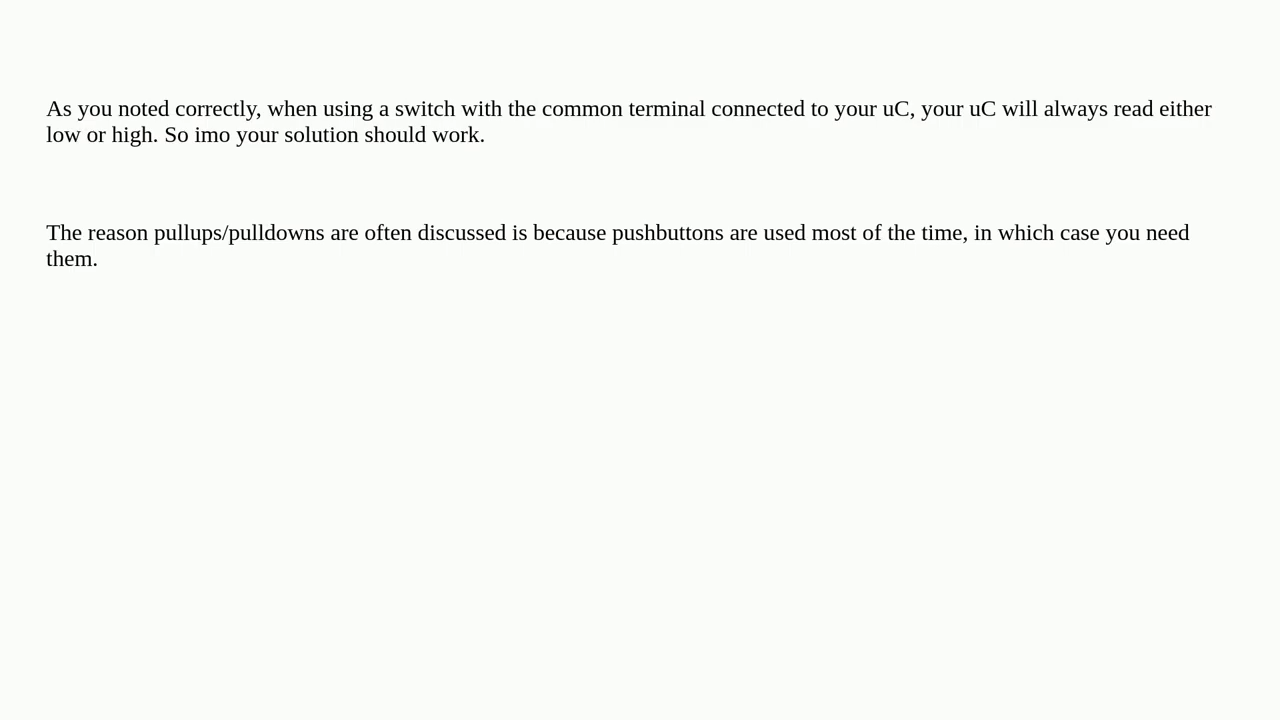 As you noted correctly, when using a switch with the common terminal connected to your uC, your uC will always read either
low or high. So imo your solution should work.
The reason pullups/pulldowns are often discussed is because pushbuttons are used most of the time, in which case you need
them.